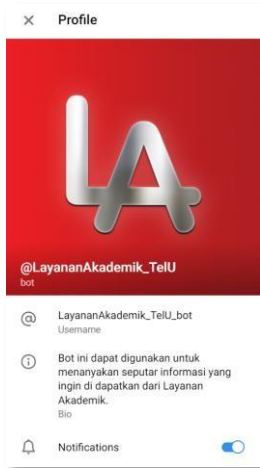 Profile
LA
@LayananAkademik_TelU
bot
LayananAkademik_TelU_bot
Username
Bot ini dapat digunakan untuk
menanyakan seputar informasi yang
ingin di dapatkan dari Layanan
Akademik.
Bio
Notifications